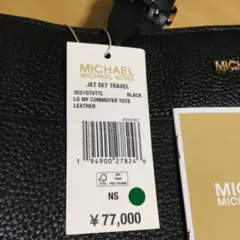 MICHAEL
MICHAEL KORS
JET SET TRAVEL
35S1GTVT7L BLACK
LG MF COMMUTER TOTE
LEATHER
1 94900 27824 6
FSC
NS
¥ 77,000
MICHAEL